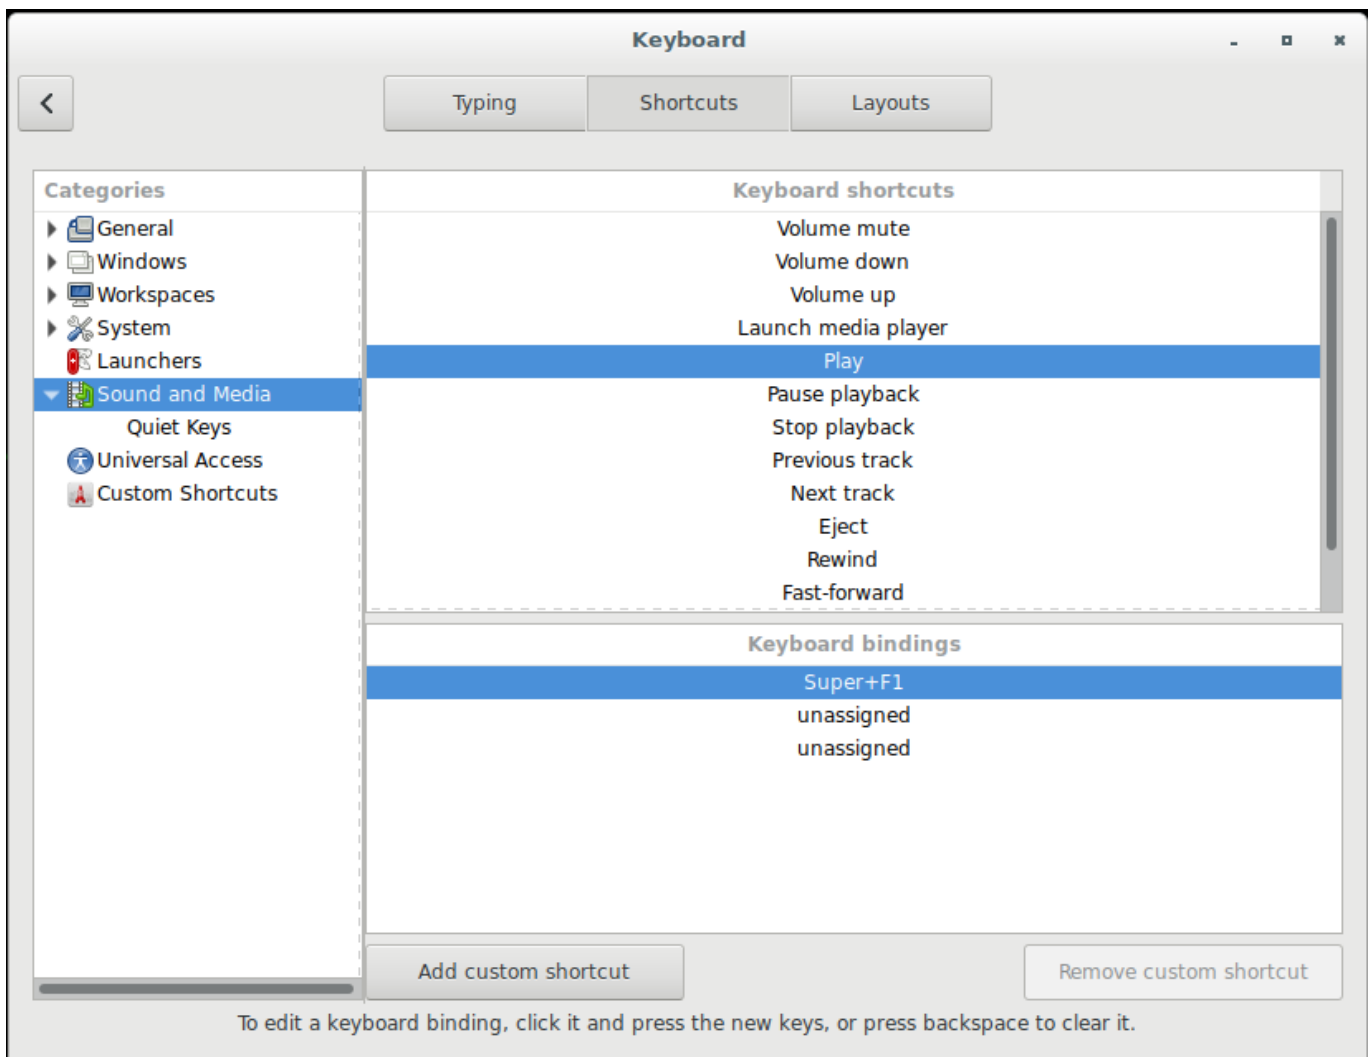 Keyboard
Typing Shortcuts Layouts
Categories
General
Windows
Workspaces
System
Launchers
Sound and Media
Quiet Keys
Universal Access
Custom Shortcuts
Keyboard shortcuts
Volume mute
Volume down
Volume up
Launch media player
Play
Pause playback
Stop playback
Previous track
Next track
Eject
Rewind
Fast-forward
Keyboard bindings
Super+F1
unassigned
unassigned
Add custom shortcut Remove custom shortcut
To edit a keyboard binding, click it and press the new keys, or press backspace to clear it.